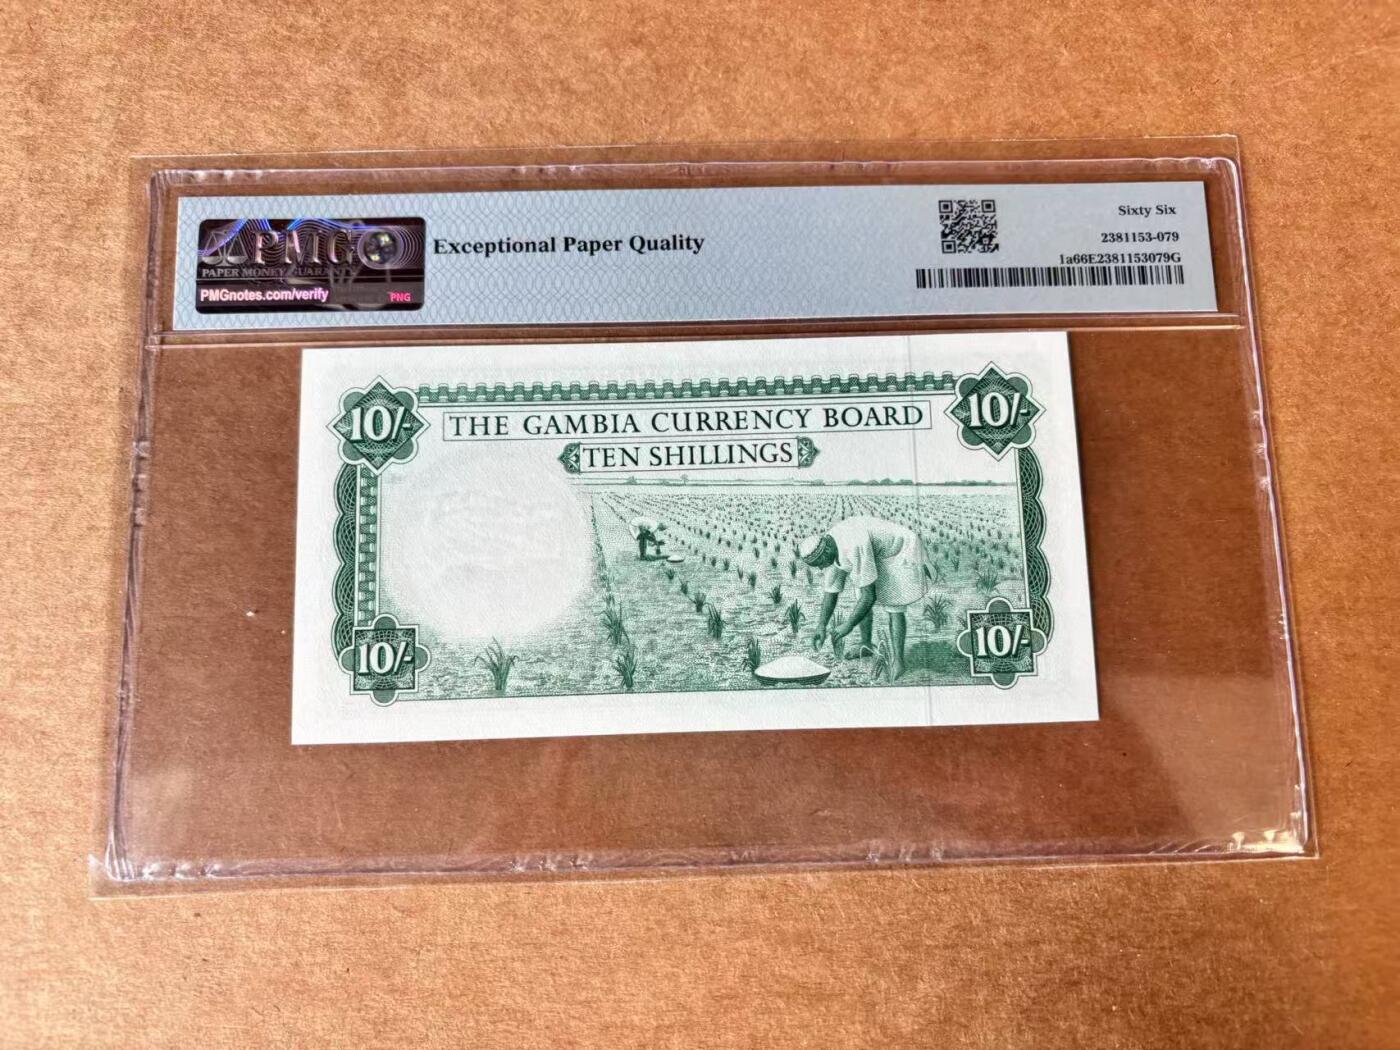 PMG
PAPER MONEY GUARANTY
PMGnotes.com/verify
PNG
Exceptional Paper Quality
Sixty Six
2381153-079
1a66E2381153079G
10/-
10/-
THE GAMBIA CURRENCY BOARD
TEN SHILLINGS
10/-
10/-